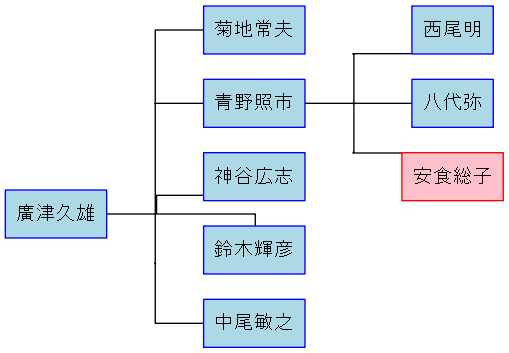 菊地常夫
西尾明
青野照市
八代弥
神谷広志
安食総子
廣津久雄
鈴木輝彦
中尾敏之